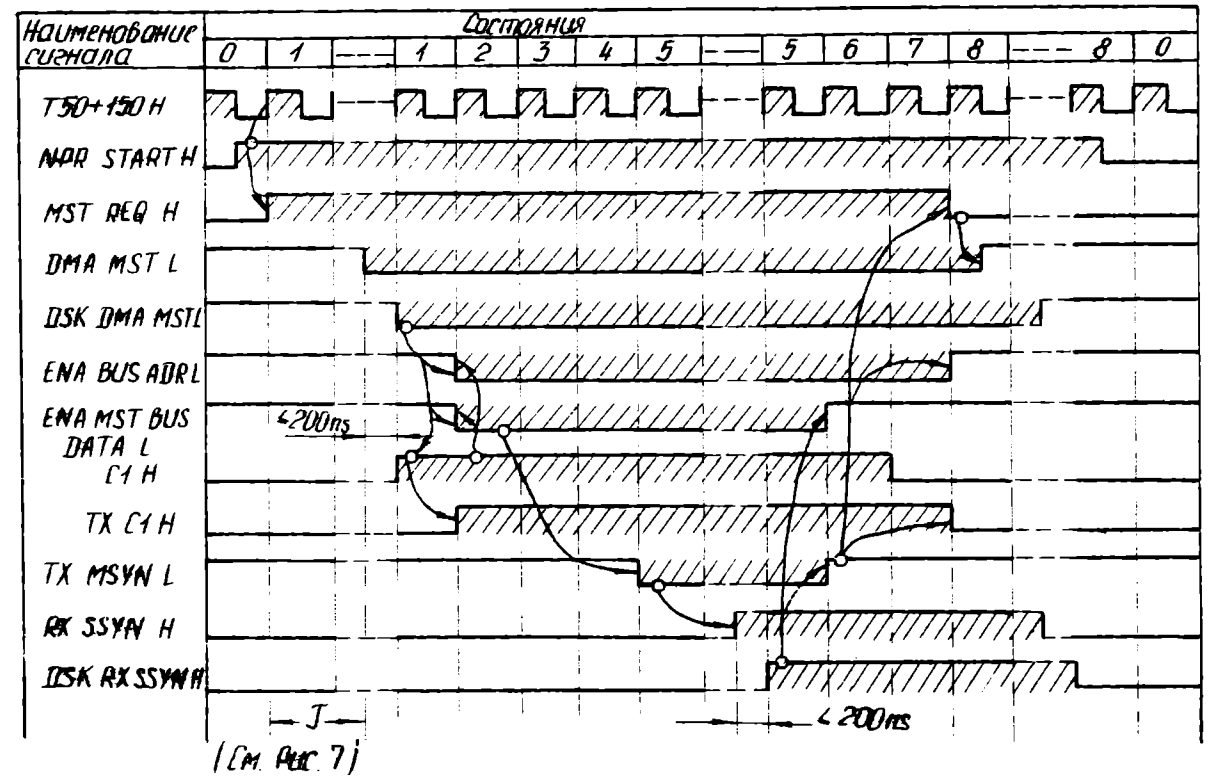 Наименование сигнала
Состояния
0 1 --- 1 2 3 4 5 --- 5 6 7 8 --- 8 0
T50+150 H
NPR START H
MST REQ H
DMA MST L
DSK DMA MST L
ENA BUS ADR L
ENA MST BUS DATA L
<200ns
C1 H
TX C1 H
TX MSYN L
RX SSYN H
DSK RX SSYN H
T
<200ns
(См. Рис. 7)